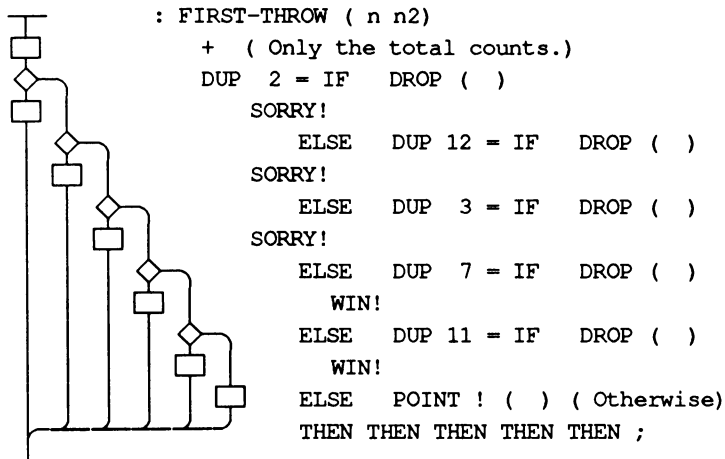 : FIRST-THROW ( n n2)
+ ( Only the total counts.)
DUP 2 = IF DROP ( )
SORRY!
ELSE DUP 12 = IF DROP ( )
SORRY!
ELSE DUP 3 = IF DROP ( )
SORRY!
ELSE DUP 7 = IF DROP ( )
WIN!
ELSE DUP 11 = IF DROP ( )
WIN!
ELSE POINT ! ( ) ( Otherwise)
THEN THEN THEN THEN THEN ;